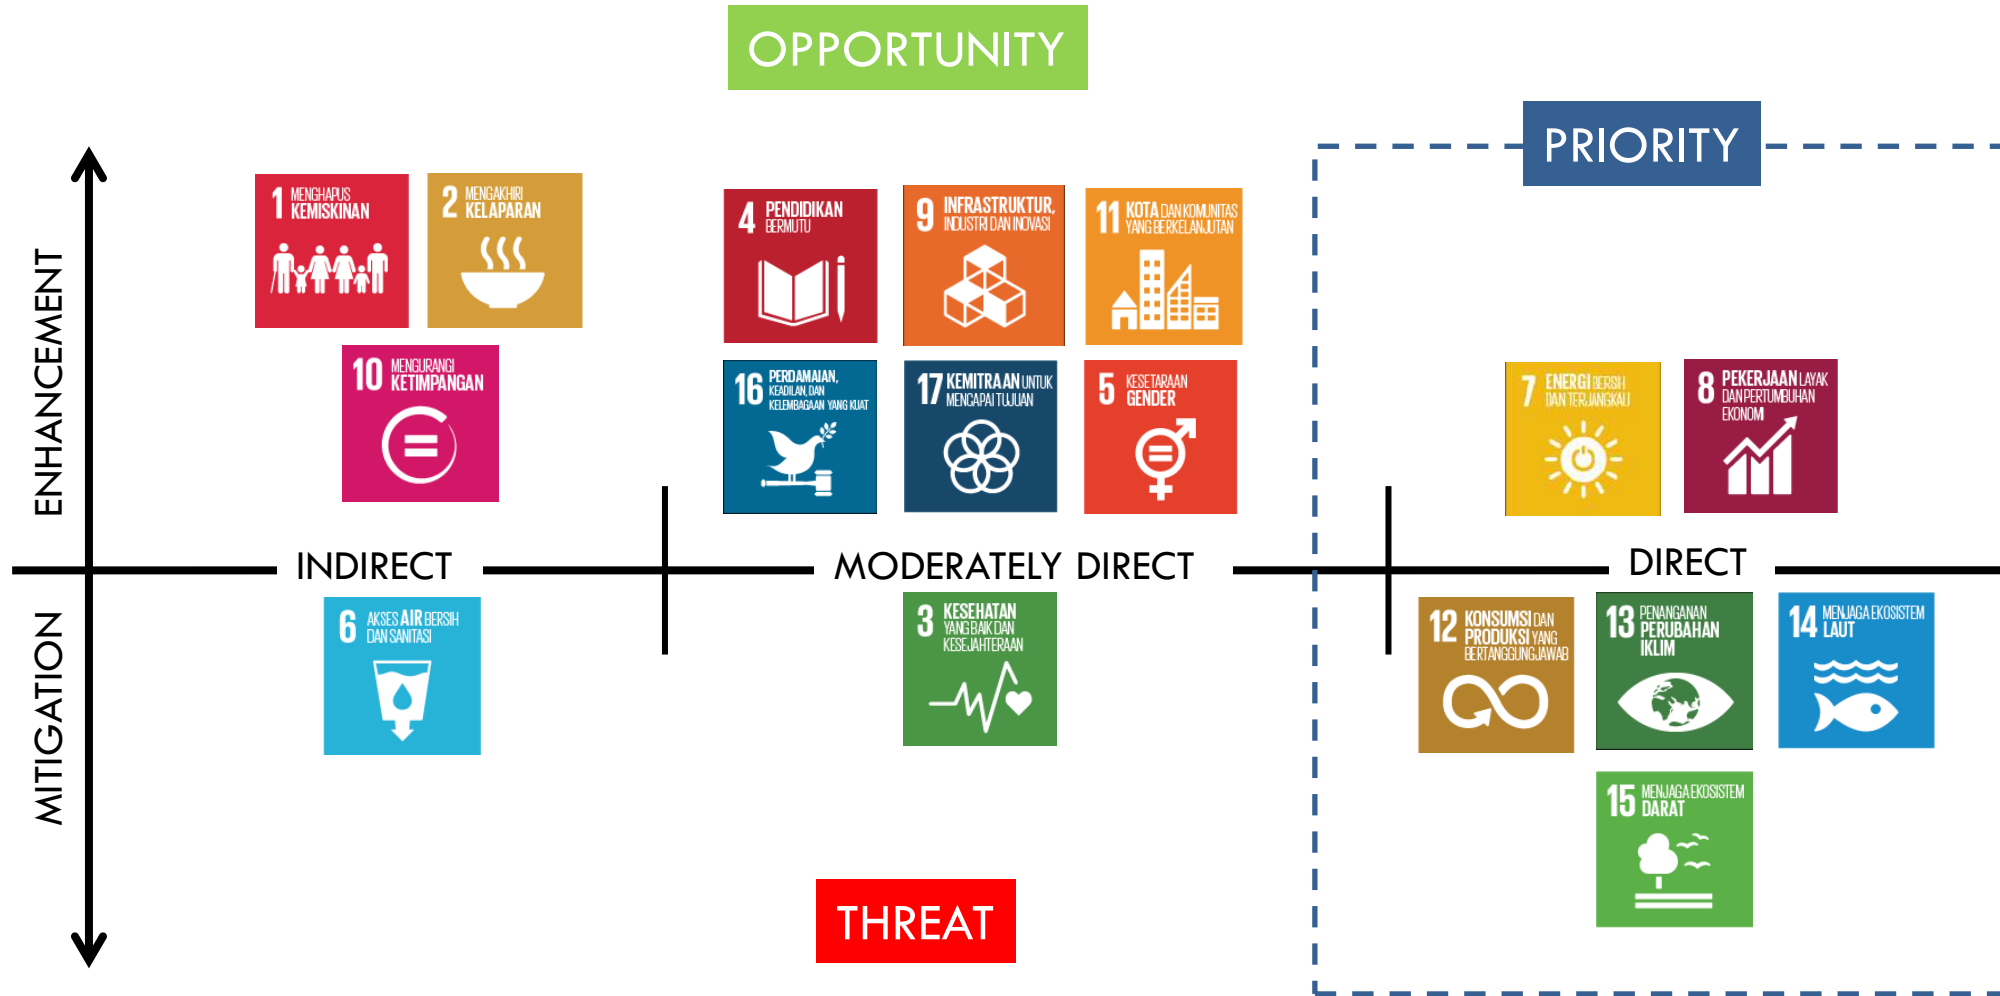 OPPORTUNITY
PRIORITY
ENHANCEMENT
1 MENGHAPUS
KEMISKINAN
2 MENGAKHIRI
KELAPARAN
10 MENGURANGI
KETIMPANGAN
4 PENDIDIKAN
BERMUTU
9 INFRASTRUKTUR,
INDUSTRI DAN INOVASI
11 KOTA DAN KOMUNITAS
YANG BERKELANJUTAN
16 PERDAMAIAN,
KEADILAN, DAN
KELEMBAGAAN YANG KUAT
17 KEMITRAAN UNTUK
MENCAPAI TUJUAN
5 KESETARAAN
GENDER
7 ENERGI BERSIH
DAN TERJANGKAU
8 PEKERJAAN LAYAK
DAN PERTUMBUHAN
EKONOMI
INDIRECT
MODERATELY DIRECT
DIRECT
MITIGATION
6 AKSES AIR BERSIH
DAN SANITASI
3 KESEHATAN
YANG BAIK DAN
KESEJAHTERAAN
12 KONSUMSI DAN
PRODUKSI YANG
BERTANGGUNGJAWAB
13 PENANGANAN
PERUBAHAN
IKLIM
14 MENJAGA EKOSISTEM
LAUT
15 MENJAGA EKOSISTEM
DARAT
THREAT